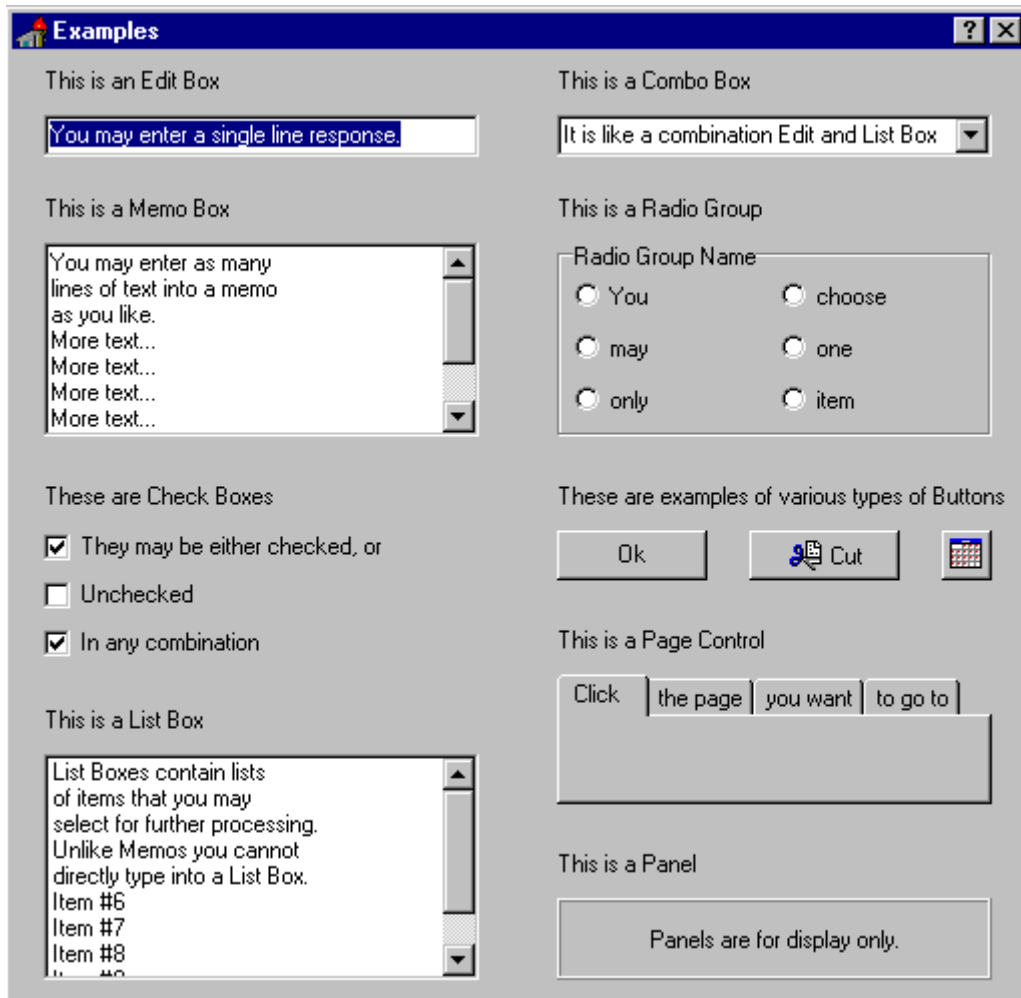 Examples
This is an Edit Box
You may enter a single line response.
This is a Memo Box
You may enter as many
lines of text into a memo
as you like.
More text...
More text...
More text...
More text...
These are Check Boxes
They may be either checked, or
Unchecked
In any combination
This is a List Box
List Boxes contain lists
of items that you may
select for further processing.
Unlike Memos you cannot
directly type into a List Box.
Item #6
Item #7
Item #8
This is a Combo Box
It is like a combination Edit and List Box
This is a Radio Group
Radio Group Name
You choose
may one
only item
These are examples of various types of Buttons
Ok Cut
This is a Page Control
Click the page you want to go to
This is a Panel
Panels are for display only.